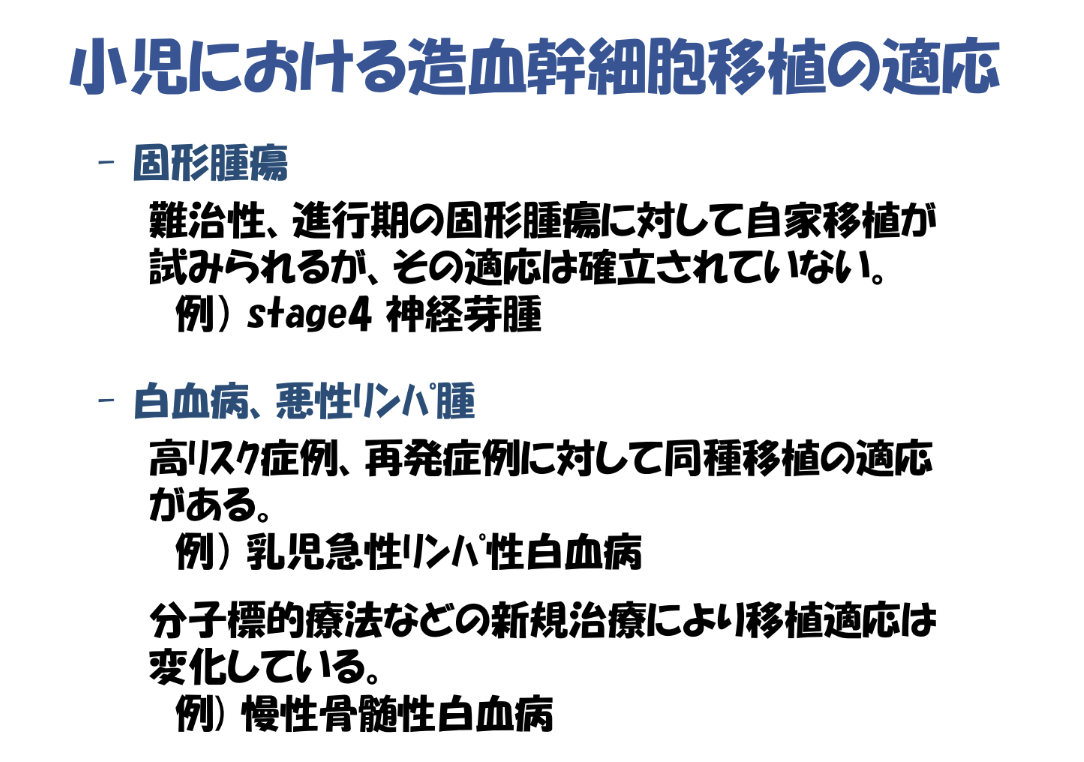 小児における造血幹細胞移植の適応
- 固形腫瘍
難治性、進行期の固形腫瘍に対して自家移植が
試みられるが、その適応は確立されていない。
例) stage4 神経芽腫
- 白血病、悪性リンパ腫
高リスク症例、再発症例に対して同種移植の適応
がある。
例) 乳児急性リンパ性白血病
分子標的療法などの新規治療により移植適応は
変化している。
例) 慢性骨髄性白血病